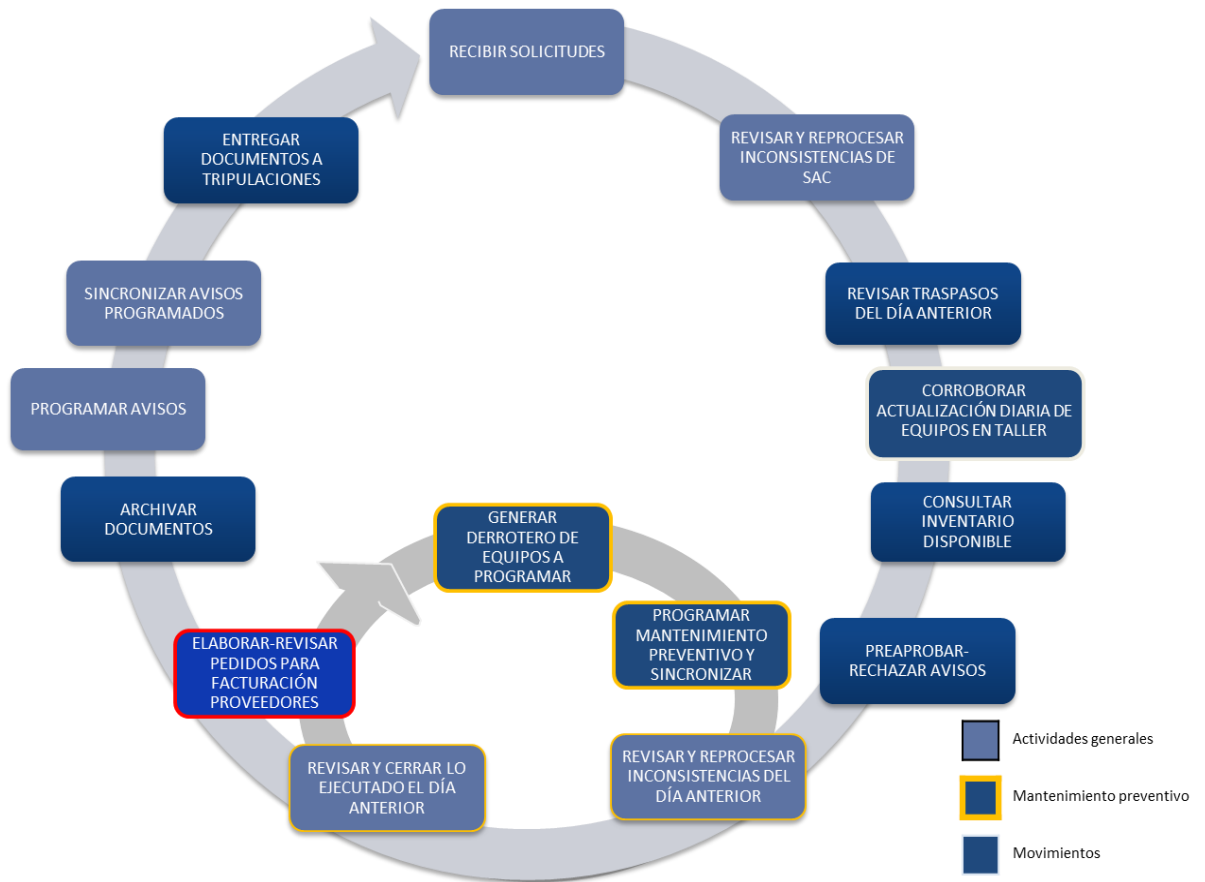 RECIBIR SOLICITUDES
REVISAR Y REPROCESAR
INCONSISTENCIAS DE
SAC
REVISAR TRASPASOS
DEL DÍA ANTERIOR
CORROBORAR
ACTUALIZACIÓN DIARIA DE
EQUIPOS EN TALLER
CONSULTAR
INVENTARIO
DISPONIBLE
PREAPROBAR-
RECHAZAR AVISOS
GENERAR
DERROTERO DE
EQUIPOS A
PROGRAMAR
PROGRAMAR
MANTENIMIENTO
PREVENTIVO Y
SINCRONIZAR
REVISAR Y REPROCESAR
INCONSISTENCIAS DEL
DÍA ANTERIOR
REVISAR Y CERRAR LO
EJECUTADO EL DÍA
ANTERIOR
ELABORAR-REVISAR
PEDIDOS PARA
FACTURACIÓN
PROVEEDORES
ARCHIVAR
DOCUMENTOS
PROGRAMAR AVISOS
SINCRONIZAR AVISOS
PROGRAMADOS
ENTREGAR
DOCUMENTOS A
TRIPULACIONES
Actividades generales
Mantenimiento preventivo
Movimientos